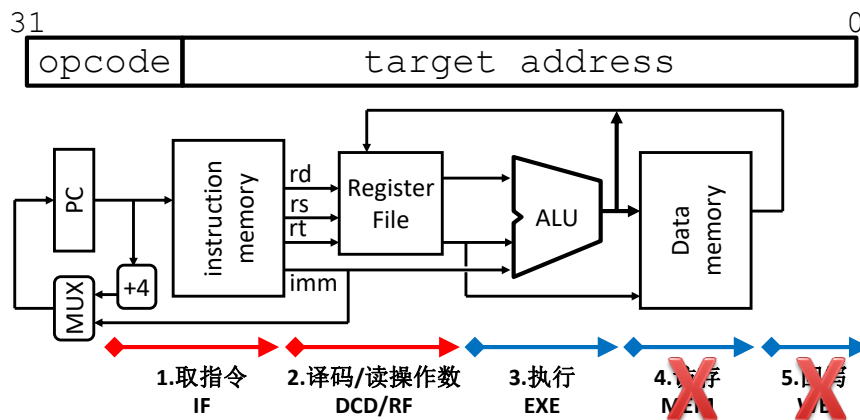 31 0
opcode target address
PC
+4
MUX
instruction memory
rd
rs
rt
imm
Register
File
ALU
Data memory
1.取指令
IF
2.译码/读操作数
DCD/RF
3.执行
EXE
4.
MEM
5.